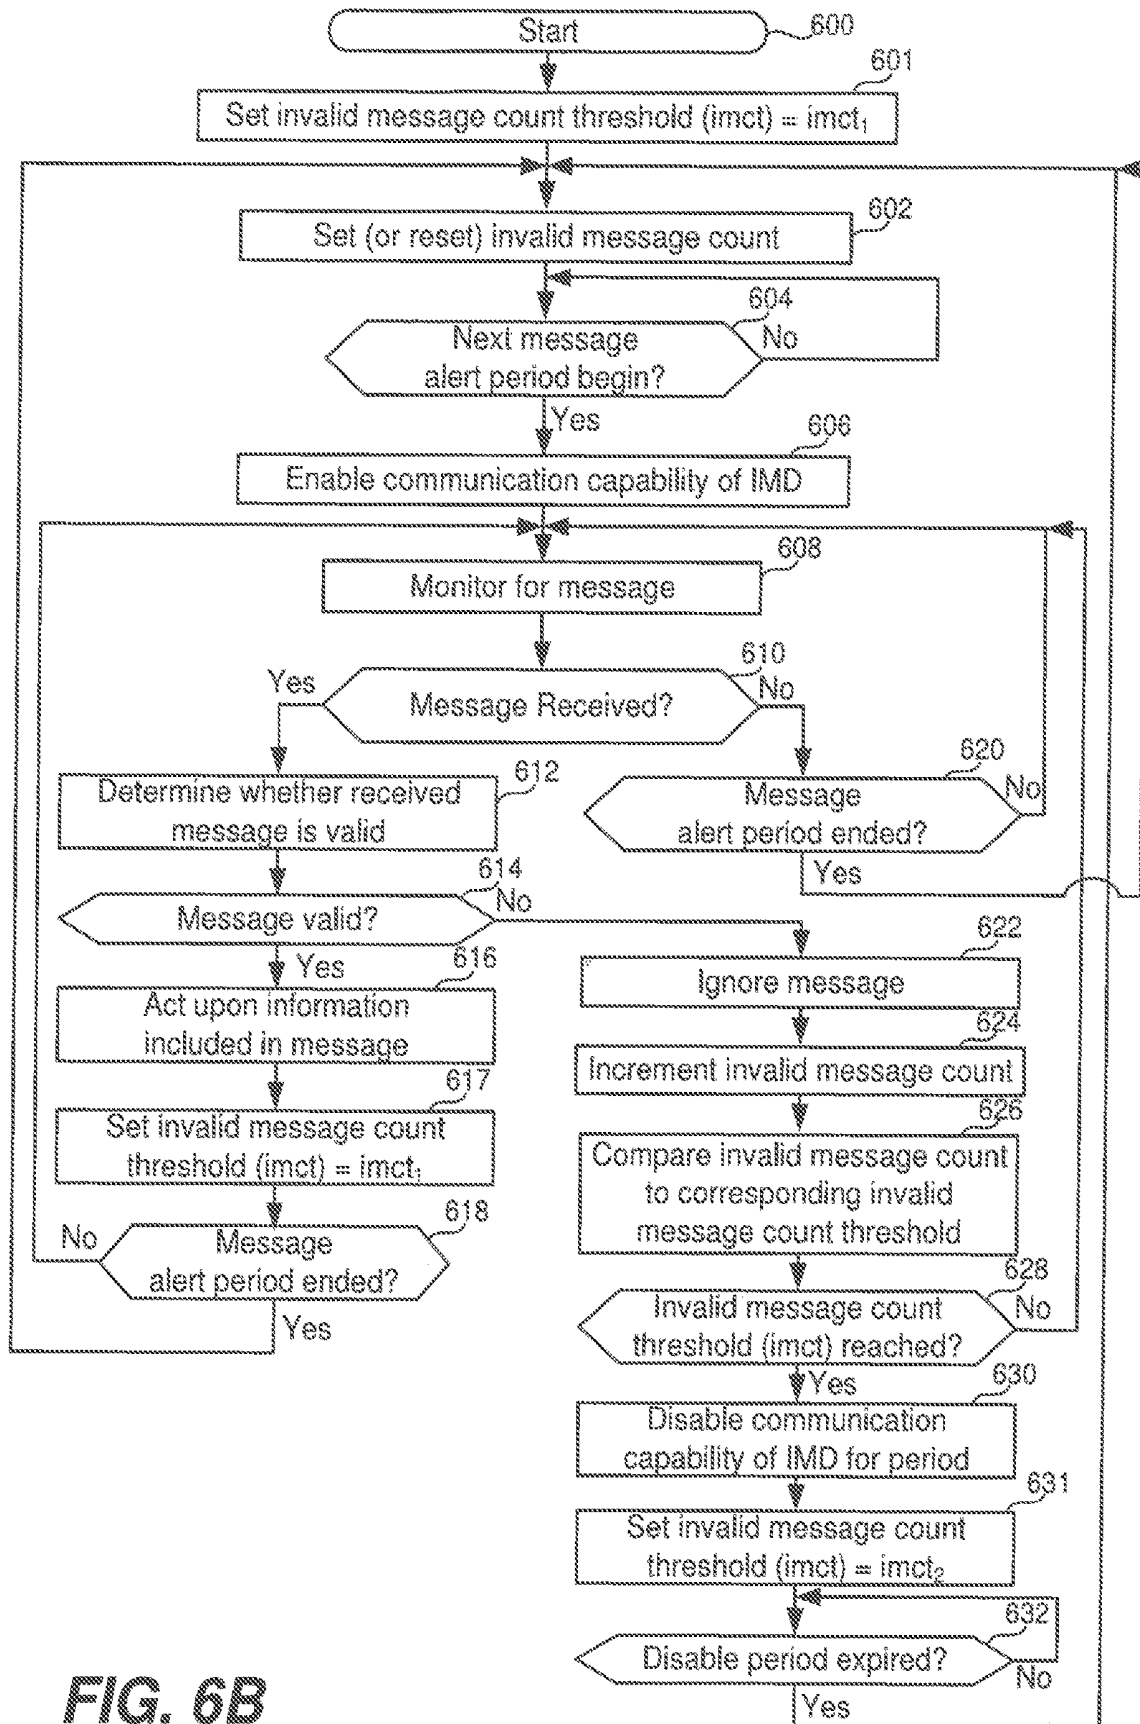 Start
600
601
Set invalid message count threshold (imct) = imct₁
602
Set (or reset) invalid message count
604
Next message
alert period begin?
No
Yes
606
Enable communication capability of IMD
608
Monitor for message
610
Yes
Message Received?
No
612
Determine whether received
message is valid
620
Message
alert period ended?
No
Yes
614
Message valid?
No
Yes
616
Act upon information
included in message
617
Set invalid message count
threshold (imct) = imct₁
618
No
Message
alert period ended?
Yes
622
Ignore message
624
Increment invalid message count
626
Compare invalid message count
to corresponding invalid
message count threshold
628
Invalid message count
threshold (imct) reached?
No
Yes
630
Disable communication
capability of IMD for period
631
Set invalid message count
threshold (imct) = imct₂
632
Disable period expired?
No
Yes
FIG. 6B